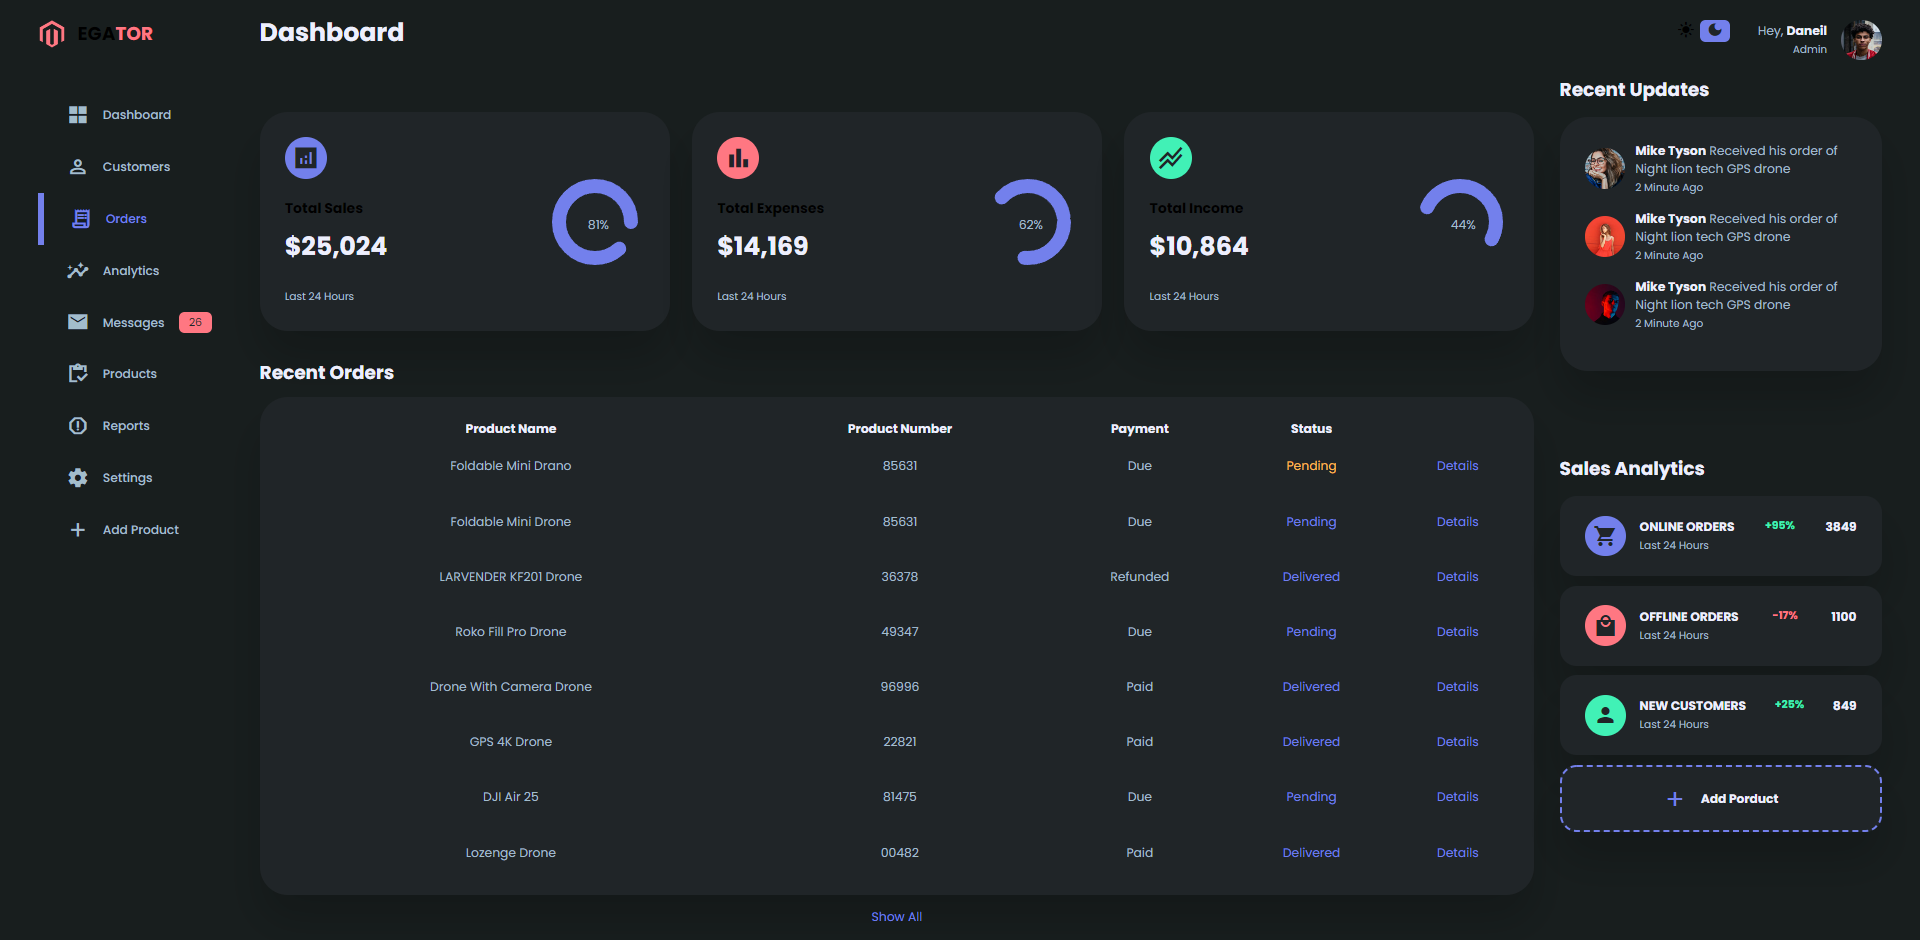 EGATOR
Dashboard
Customers
Orders
Analytics
Messages 26
Products
Reports
Settings
Add Product
Dashboard
Total Sales
$25,024
81%
Last 24 Hours
Total Expenses
$14,169
62%
Last 24 Hours
Total Income
$10,864
44%
Last 24 Hours
Recent Orders
Product Name Product Number Payment Status
Foldable Mini Drano 85631 Due Pending Details
Foldable Mini Drone 85631 Due Pending Details
LARVENDER KF201 Drone 36378 Refunded Delivered Details
Roko Fill Pro Drone 49347 Due Pending Details
Drone With Camera Drone 96996 Paid Delivered Details
GPS 4K Drone 22821 Paid Delivered Details
DJI Air 25 81475 Due Pending Details
Lozenge Drone 00482 Paid Delivered Details
Show All
Hey, Daneil
Admin
Recent Updates
Mike Tyson Received his order of
Night lion tech GPS drone
2 Minute Ago
Mike Tyson Received his order of
Night lion tech GPS drone
2 Minute Ago
Mike Tyson Received his order of
Night lion tech GPS drone
2 Minute Ago
Sales Analytics
ONLINE ORDERS +95% 3849
Last 24 Hours
OFFLINE ORDERS -17% 1100
Last 24 Hours
NEW CUSTOMERS +25% 849
Last 24 Hours
Add Porduct